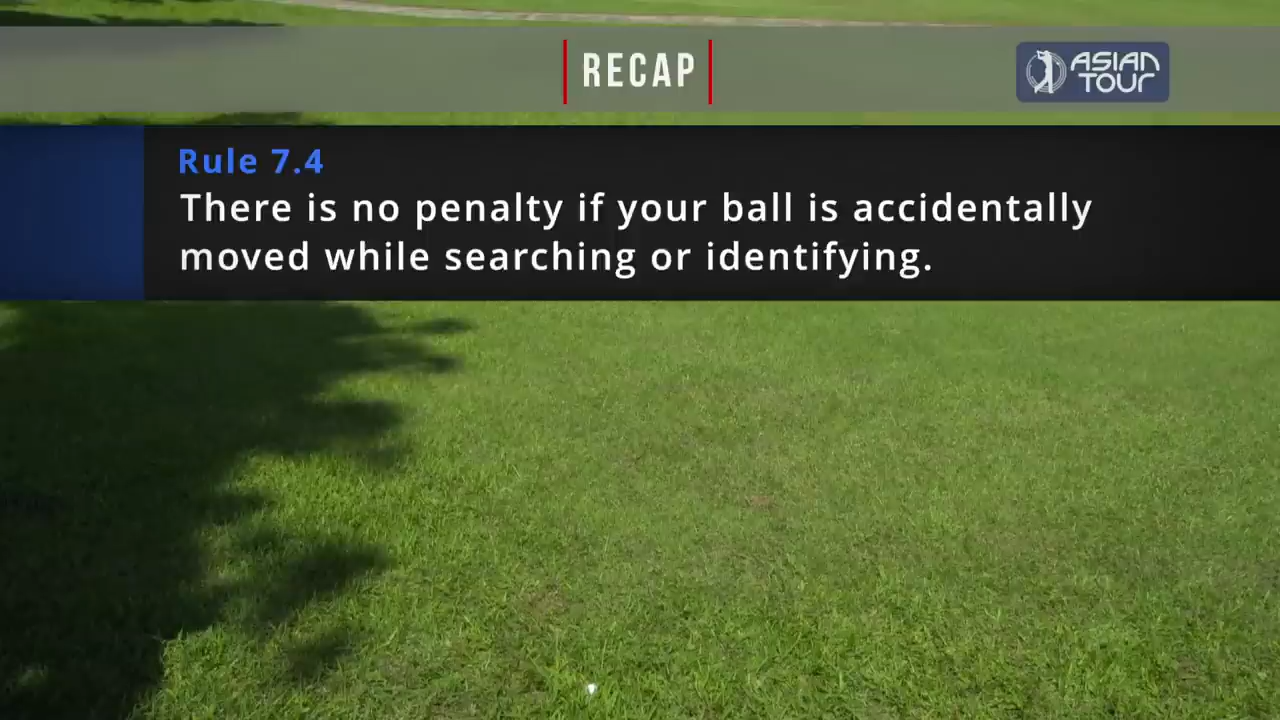 RECAP
ASIAN
TOUR
Rule 7.4
There is no penalty if your ball is accidentally
moved while searching or identifying.